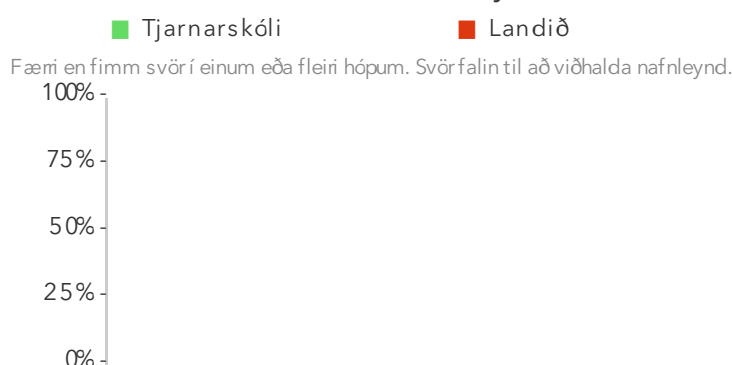 Tjarnarskóli Landið
Færri en fimm svör í einum eða fleiri hópum. Svör falin til að viðhalda nafnleynd.
100%
75%
50%
25%
0%